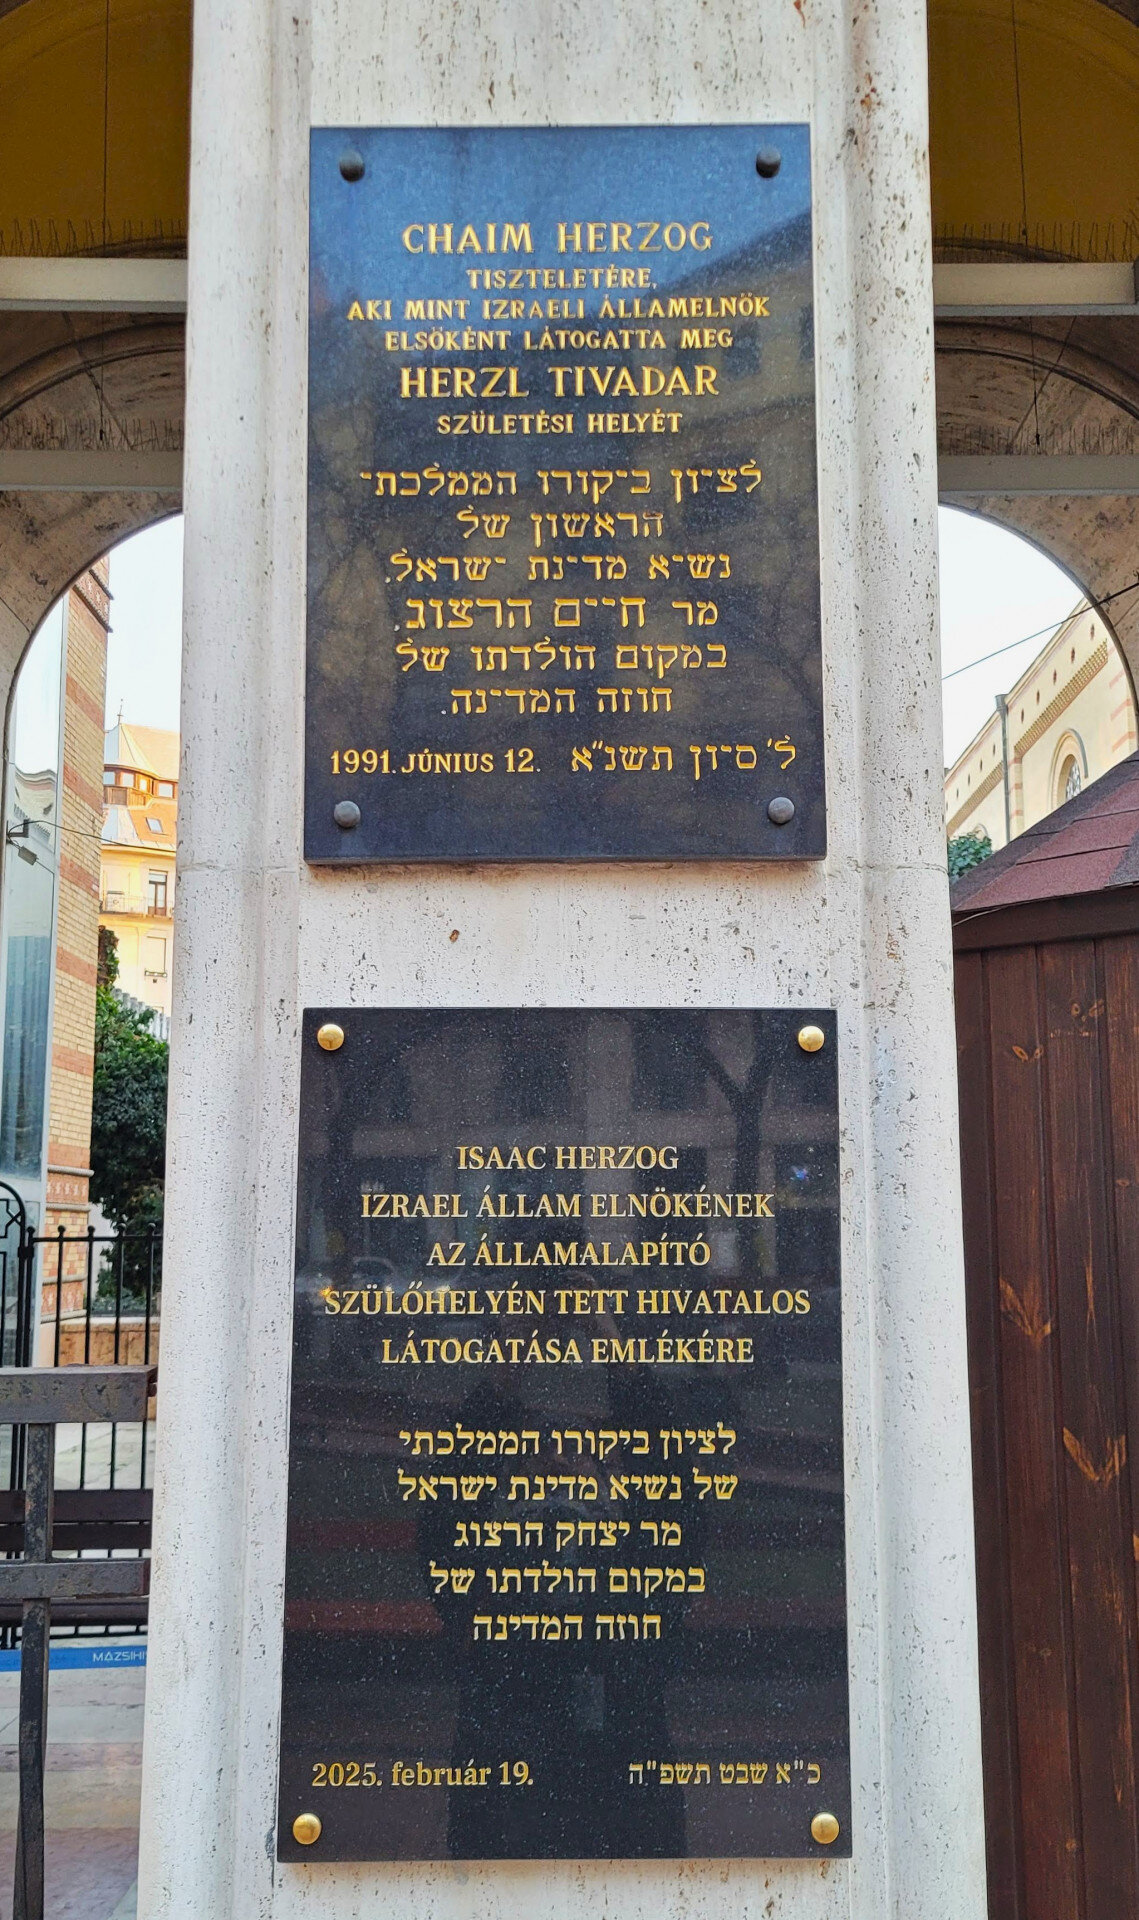 CHAIM HERZOG
TISZTELETÉRE,
AKI MINT IZRAELI ÁLLAMELNÖK
ELSÖKÉNT LÁTOGATTA MEG
HERZL TIVADAR
SZÜLETÉSI HELYÉT
לציון ביקורו הממלכתי
הראשון של
נשיא מדינת ישראל.
מר חיים הרצוג.
במקום הולדתו של
חוזה המדינה.
1991. JÚNIUS 12. ל' סיון תשנ"א
ISAAC HERZOG
IZRAEL ÁLLAM ELNÖKÉNEK
AZ ÁLLAMALAPÍTÓ
SZÜLŐHELYÉN TETT HIVATALOS
LÁTOGATÁSA EMLÉKÉRE
לציון ביקורו הממלכתי
של נשיא מדינת ישראל
מר יצחק הרצוג
במקום הולדתו של
חוזה המדינה
2025. február 19. כ"א שבט תשפ"ה
MAZSIHI